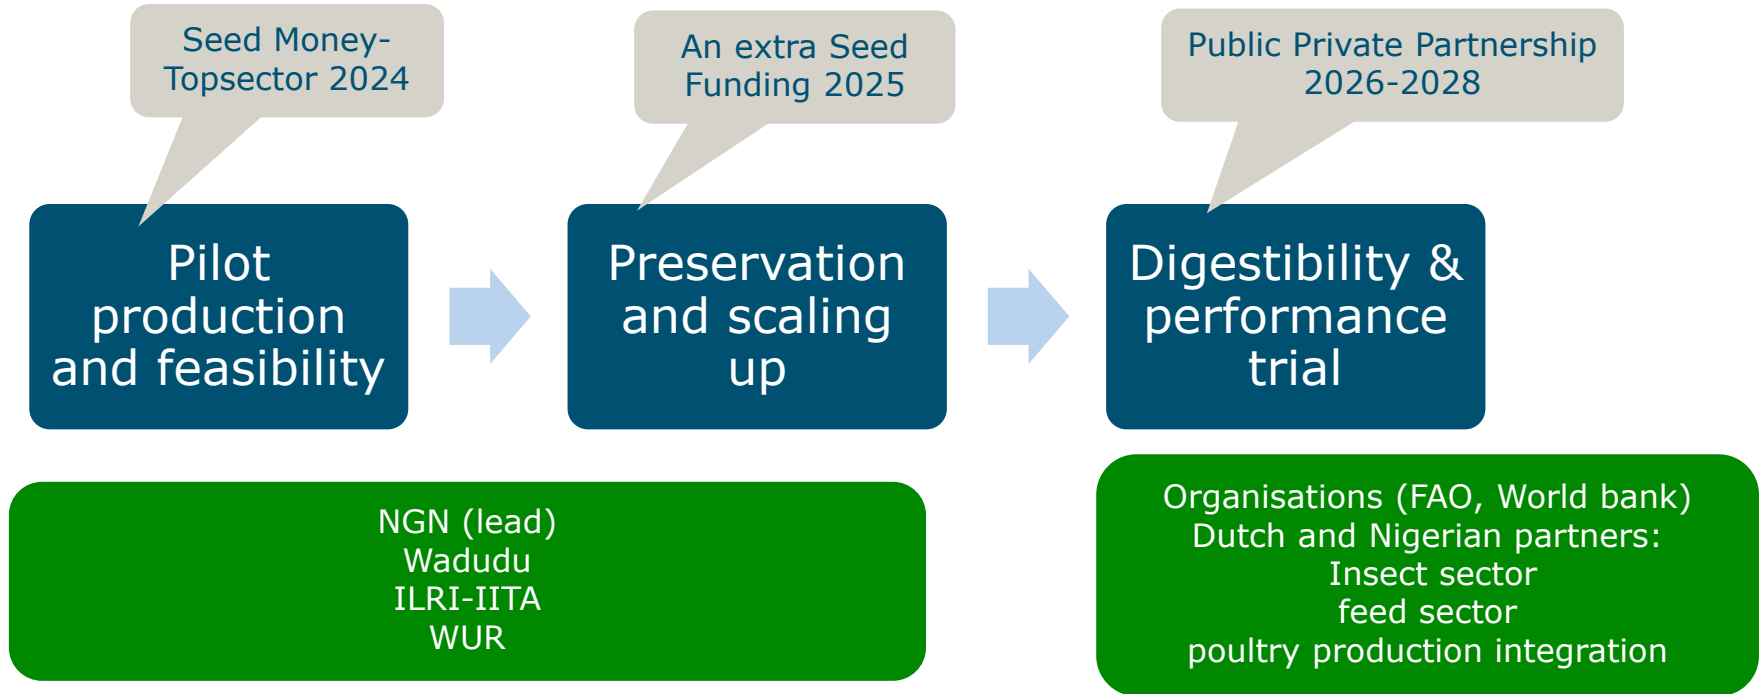 Seed Money-
Topsector 2024
An extra Seed
Funding 2025
Public Private Partnership
2026-2028
Pilot
production
and feasibility
Preservation
and scaling
up
Digestibility &
performance
trial
NGN (lead)
Wadudu
ILRI-IITA
WUR
Organisations (FAO, World bank)
Dutch and Nigerian partners:
Insect sector
feed sector
poultry production integration